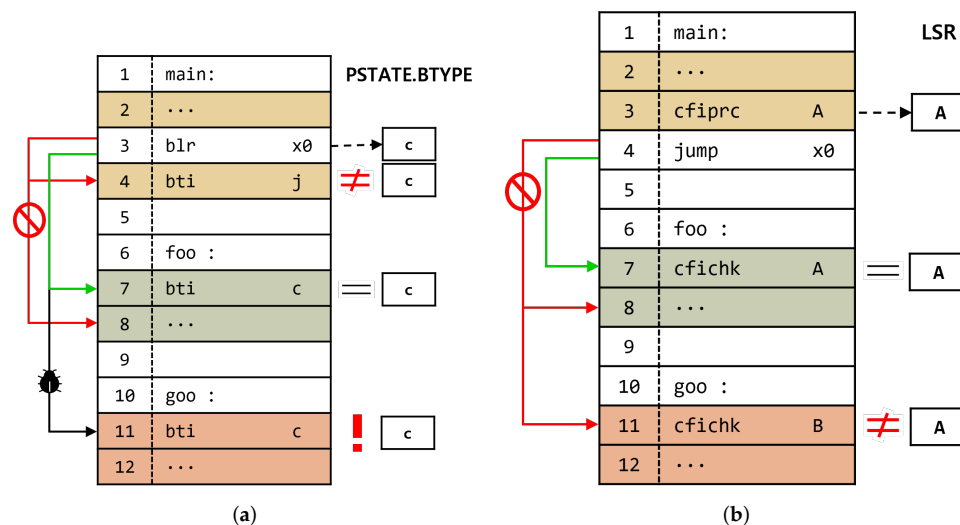 PSTATE.BTYPE
1 main:
2 ...
3 blr x0 c
4 bti j ≠ c
5
6 foo :
7 bti c = c
8 ...
9
10 goo :
11 bti c ! c
12 ...
(a)
LSR
1 main:
2 ...
3 cfiprc A A
4 jump x0
5
6 foo :
7 cfichk A = A
8 ...
9
10 goo :
11 cfichk B ≠ A
12 ...
(b)